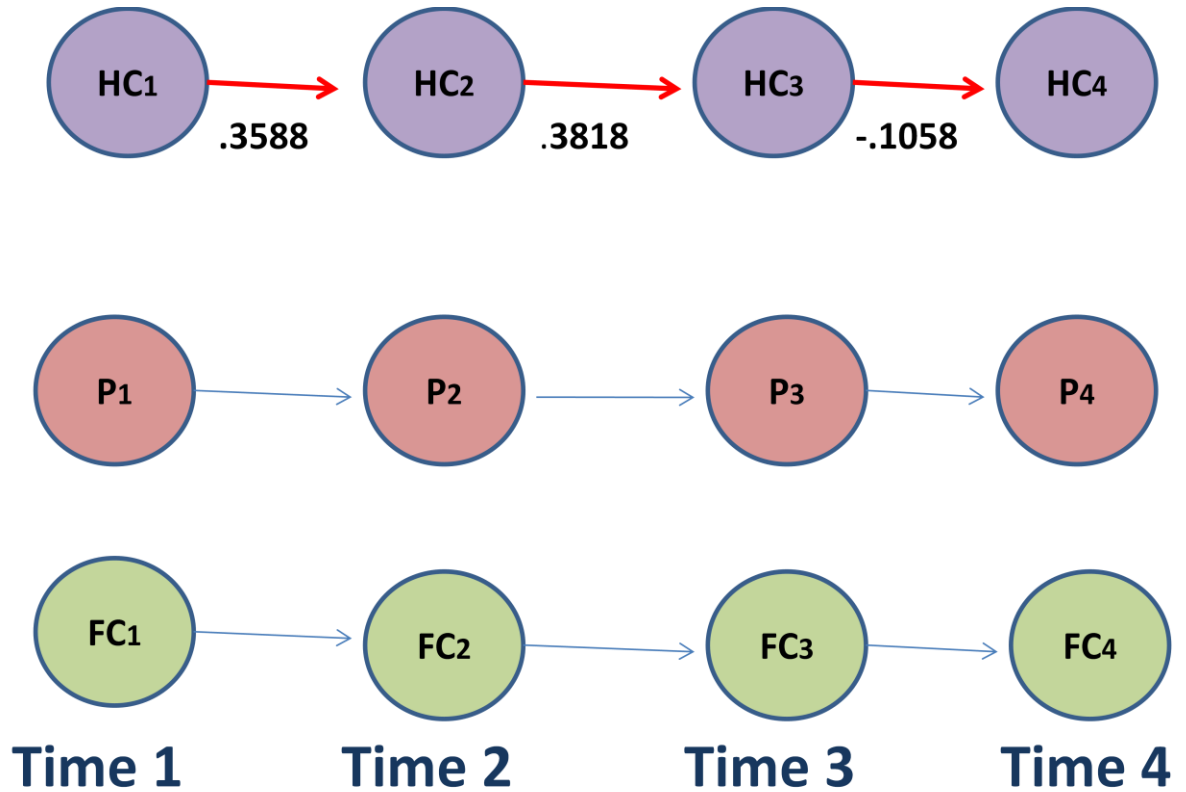 HC1 HC2 HC3 HC4
.3588 .3818 -.1058
P1 P2 P3 P4
FC1 FC2 FC3 FC4
Time 1 Time 2 Time 3 Time 4